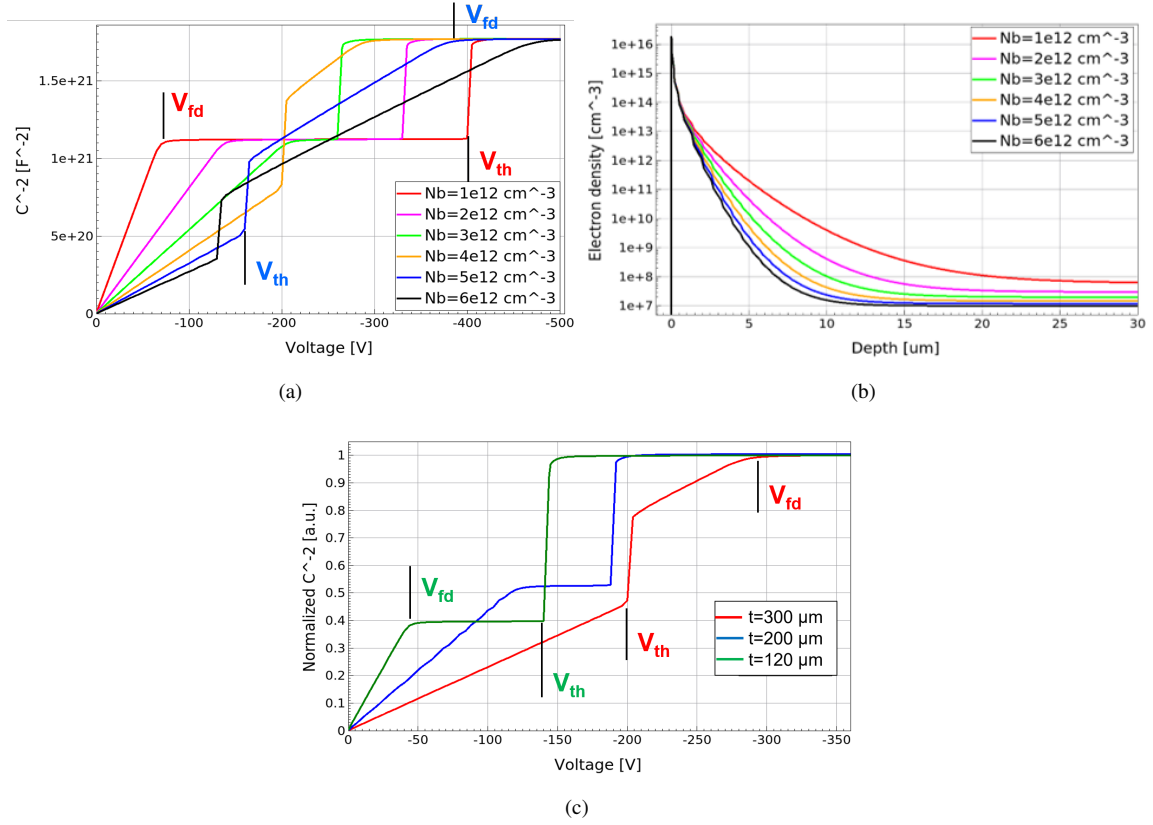 V_fd
V_fd
V_th
V_th
C^-2 [F^-2]
1.5e+21
1e+21
5e+20
0
0 -100 -200 -300 -400 -500
Voltage [V]
Nb=1e12 cm^-3
Nb=2e12 cm^-3
Nb=3e12 cm^-3
Nb=4e12 cm^-3
Nb=5e12 cm^-3
Nb=6e12 cm^-3
(a)
Electron density [cm^-3]
1e+16
1e+15
1e+14
1e+13
1e+12
1e+11
1e+10
1e+9
1e+8
1e+7
0 5 10 15 20 25 30
Depth [um]
Nb=1e12 cm^-3
Nb=2e12 cm^-3
Nb=3e12 cm^-3
Nb=4e12 cm^-3
Nb=5e12 cm^-3
Nb=6e12 cm^-3
(b)
Normalized C^-2 [a.u.]
1
0.9
0.8
0.7
0.6
0.5
0.4
0.3
0.2
0.1
0
0 -50 -100 -150 -200 -250 -300 -350
Voltage [V]
V_fd
V_fd
V_th
V_th
t=300 μm
t=200 μm
t=120 μm
(c)